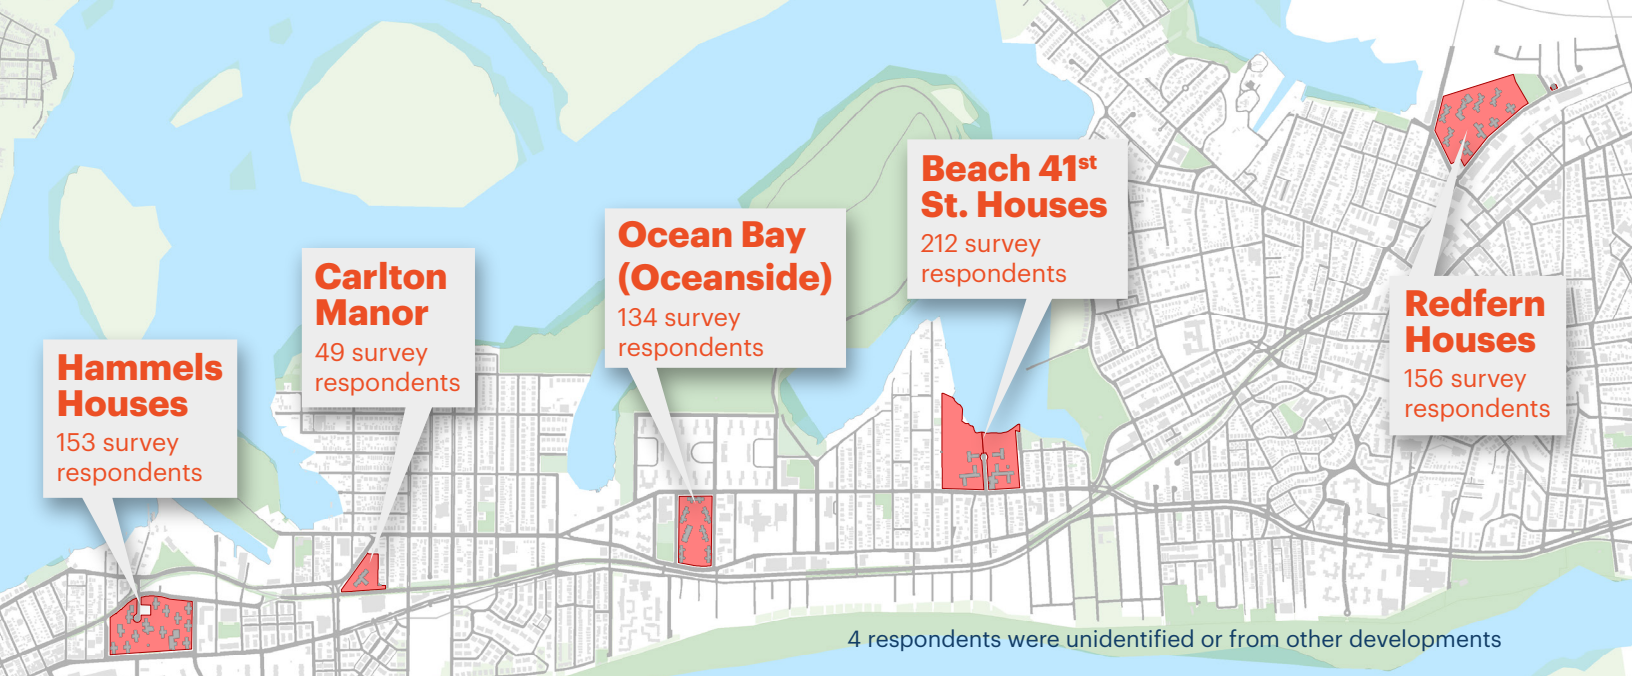 Hammels
Houses
153 survey
respondents
Carlton
Manor
49 survey
respondents
Ocean Bay
(Oceanside)
134 survey
respondents
Beach 41st
St. Houses
212 survey
respondents
Redfern
Houses
156 survey
respondents
4 respondents were unidentified or from other developments